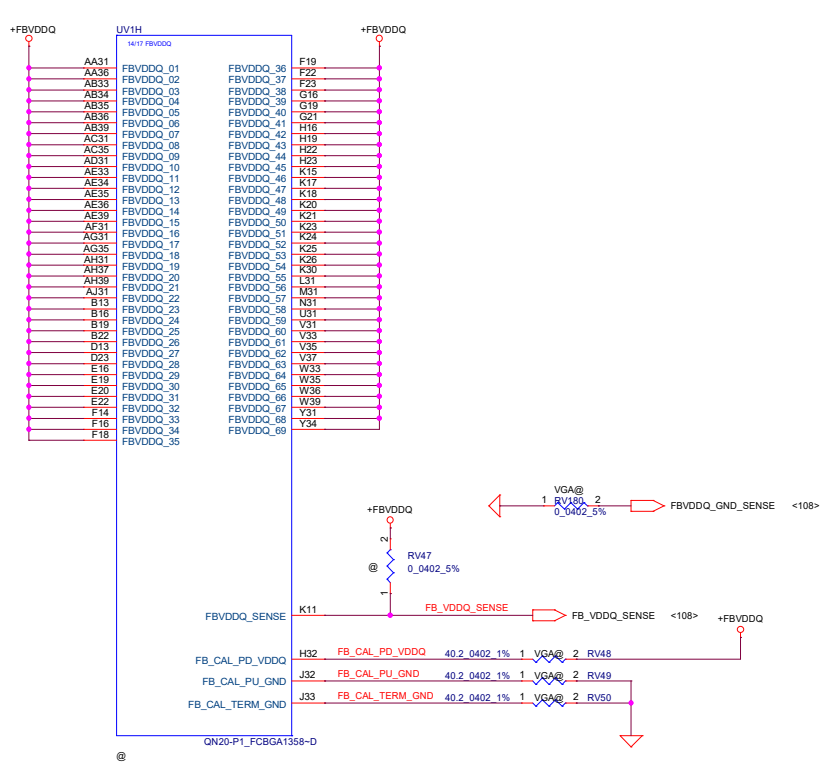 +FBVDDQ
UV1H
+FBVDDQ
14/17 FBVDDQ
AA31 FBVDDQ_01 FBVDDQ_36 F19
AA36 FBVDDQ_02 FBVDDQ_37 F22
AB33 FBVDDQ_03 FBVDDQ_38 F23
AB34 FBVDDQ_04 FBVDDQ_39 G16
AB35 FBVDDQ_05 FBVDDQ_40 G19
AB36 FBVDDQ_06 FBVDDQ_41 G21
AB39 FBVDDQ_07 FBVDDQ_42 H16
AC31 FBVDDQ_08 FBVDDQ_43 H19
AC35 FBVDDQ_09 FBVDDQ_44 H22
AD31 FBVDDQ_10 FBVDDQ_45 H23
AE33 FBVDDQ_11 FBVDDQ_46 K15
AE34 FBVDDQ_12 FBVDDQ_47 K17
AE35 FBVDDQ_13 FBVDDQ_48 K18
AE36 FBVDDQ_14 FBVDDQ_49 K20
AE39 FBVDDQ_15 FBVDDQ_50 K21
AF31 FBVDDQ_16 FBVDDQ_51 K23
AG31 FBVDDQ_17 FBVDDQ_52 K24
AG35 FBVDDQ_18 FBVDDQ_53 K25
AH31 FBVDDQ_19 FBVDDQ_54 K26
AH37 FBVDDQ_20 FBVDDQ_55 K30
AH39 FBVDDQ_21 FBVDDQ_56 L31
AJ31 FBVDDQ_22 FBVDDQ_57 M31
B13 FBVDDQ_23 FBVDDQ_58 N31
B16 FBVDDQ_24 FBVDDQ_59 U31
B19 FBVDDQ_25 FBVDDQ_60 V31
B22 FBVDDQ_26 FBVDDQ_61 V33
D13 FBVDDQ_27 FBVDDQ_62 V35
D23 FBVDDQ_28 FBVDDQ_63 V37
E16 FBVDDQ_29 FBVDDQ_64 W33
E19 FBVDDQ_30 FBVDDQ_65 W35
E20 FBVDDQ_31 FBVDDQ_66 W36
E22 FBVDDQ_32 FBVDDQ_67 W39
F14 FBVDDQ_33 FBVDDQ_68 Y31
F16 FBVDDQ_34 FBVDDQ_69 Y34
F18 FBVDDQ_35
VGA@
1 RV180 2
0_0402_5%
FBVDDQ_GND_SENSE <108>
+FBVDDQ
2
RV47
@ 0_0402_5%
1
FBVDDQ_SENSE K11 FB_VDDQ_SENSE FB_VDDQ_SENSE <108>
+FBVDDQ
FB_CAL_PD_VDDQ H32 FB_CAL_PD_VDDQ 40.2_0402_1% 1 VGA@ 2 RV48
FB_CAL_PU_GND J32 FB_CAL_PU_GND 40.2_0402_1% 1 VGA@ 2 RV49
FB_CAL_TERM_GND J33 FB_CAL_TERM_GND 40.2_0402_1% 1 VGA@ 2 RV50
QN20-P1_FCBGA1358~D
@